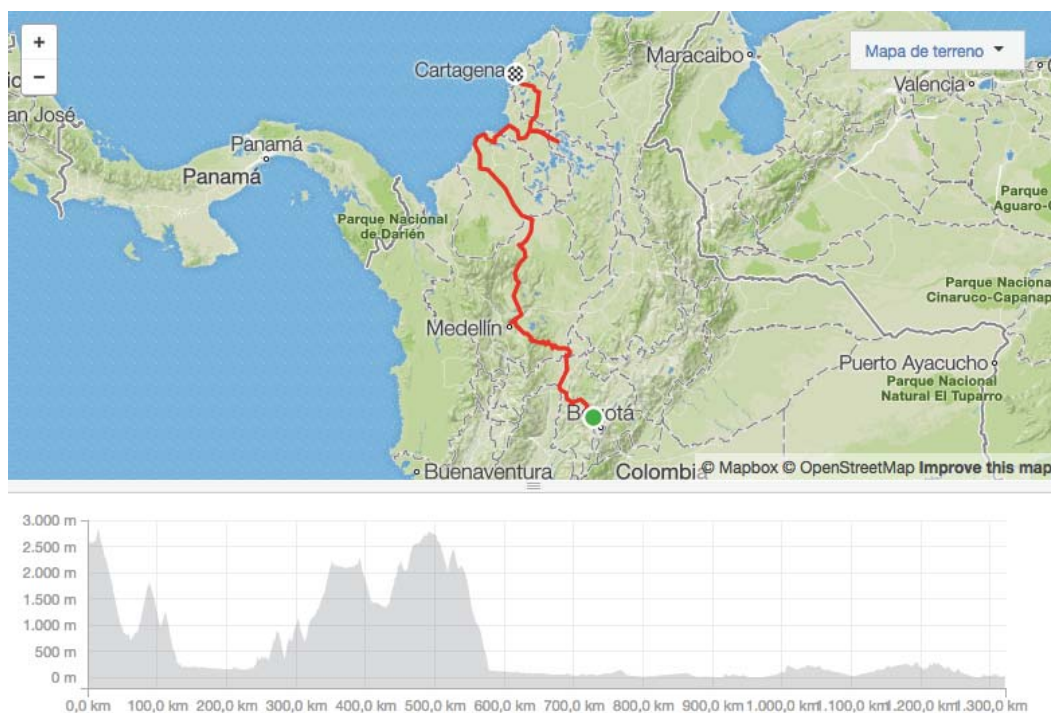 +
−
Cartagena
Maracaibo
Mapa de terreno
Valencia
an José
Panamá
Panamá
Parque Nacional
de Darién
Parque
Aguaro-G
Parque Naciona
Cinaruco-Capanap
Medellín
Puerto Ayacucho
Parque Nacional
Natural El Tuparro
Bogotá
Buenaventura
Colombia
© Mapbox © OpenStreetMap Improve this map
3.000 m
2.500 m
2.000 m
1.500 m
1.000 m
500 m
0 m
0,0 km 100,0 km 200,0 km 300,0 km 400,0 km 500,0 km 600,0 km 700,0 km 800,0 km 900,0 km 1.000,0 km 1.100,0 km 1.200,0 km 1.300,0 km